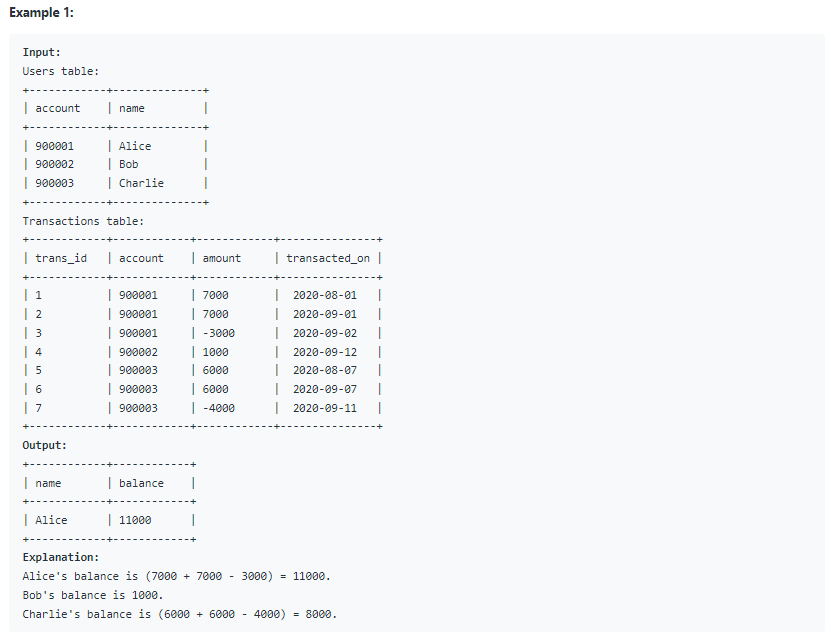 Example 1:
Input:
Users table:
+------------+--------------+
| account    | name         |
+------------+--------------+
| 900001     | Alice        |
| 900002     | Bob          |
| 900003     | Charlie      |
+------------+--------------+
Transactions table:
+------------+------------+------------+---------------+
| trans_id   | account    | amount     | transacted_on |
+------------+------------+------------+---------------+
| 1          | 900001     | 7000       |  2020-08-01   |
| 2          | 900001     | 7000       |  2020-09-01   |
| 3          | 900001     | -3000      |  2020-09-02   |
| 4          | 900002     | 1000       |  2020-09-12   |
| 5          | 900003     | 6000       |  2020-08-07   |
| 6          | 900003     | 6000       |  2020-09-07   |
| 7          | 900003     | -4000      |  2020-09-11   |
+------------+------------+------------+---------------+
Output:
+------------+------------+
| name       | balance    |
+------------+------------+
| Alice      | 11000      |
+------------+------------+
Explanation:
Alice's balance is (7000 + 7000 - 3000) = 11000.
Bob's balance is 1000.
Charlie's balance is (6000 + 6000 - 4000) = 8000.